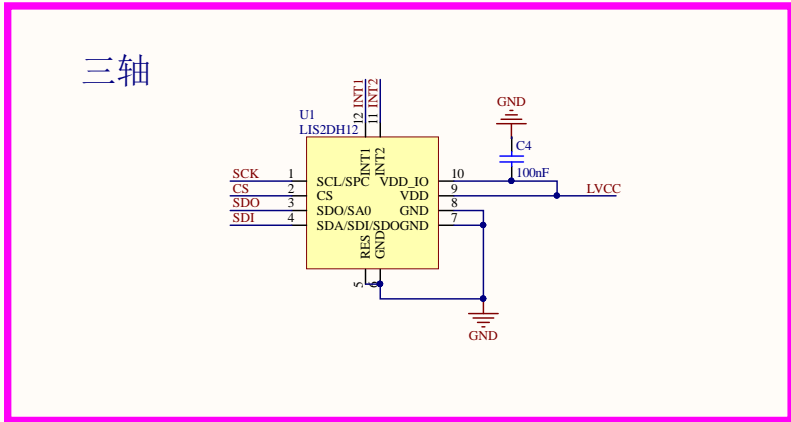 三轴
INT1
INT2
12
11
GND
U1
LIS2DH12
C4
100nF
INT1
INT2
SCK
1
SCL/SPC
VDD_IO
10
CS
2
CS
VDD
9
LVCC
SDO
3
SDO/SA0
GND
8
SDI
4
SDA/SDI/SDO
GND
7
RES
GND
5
6
GND